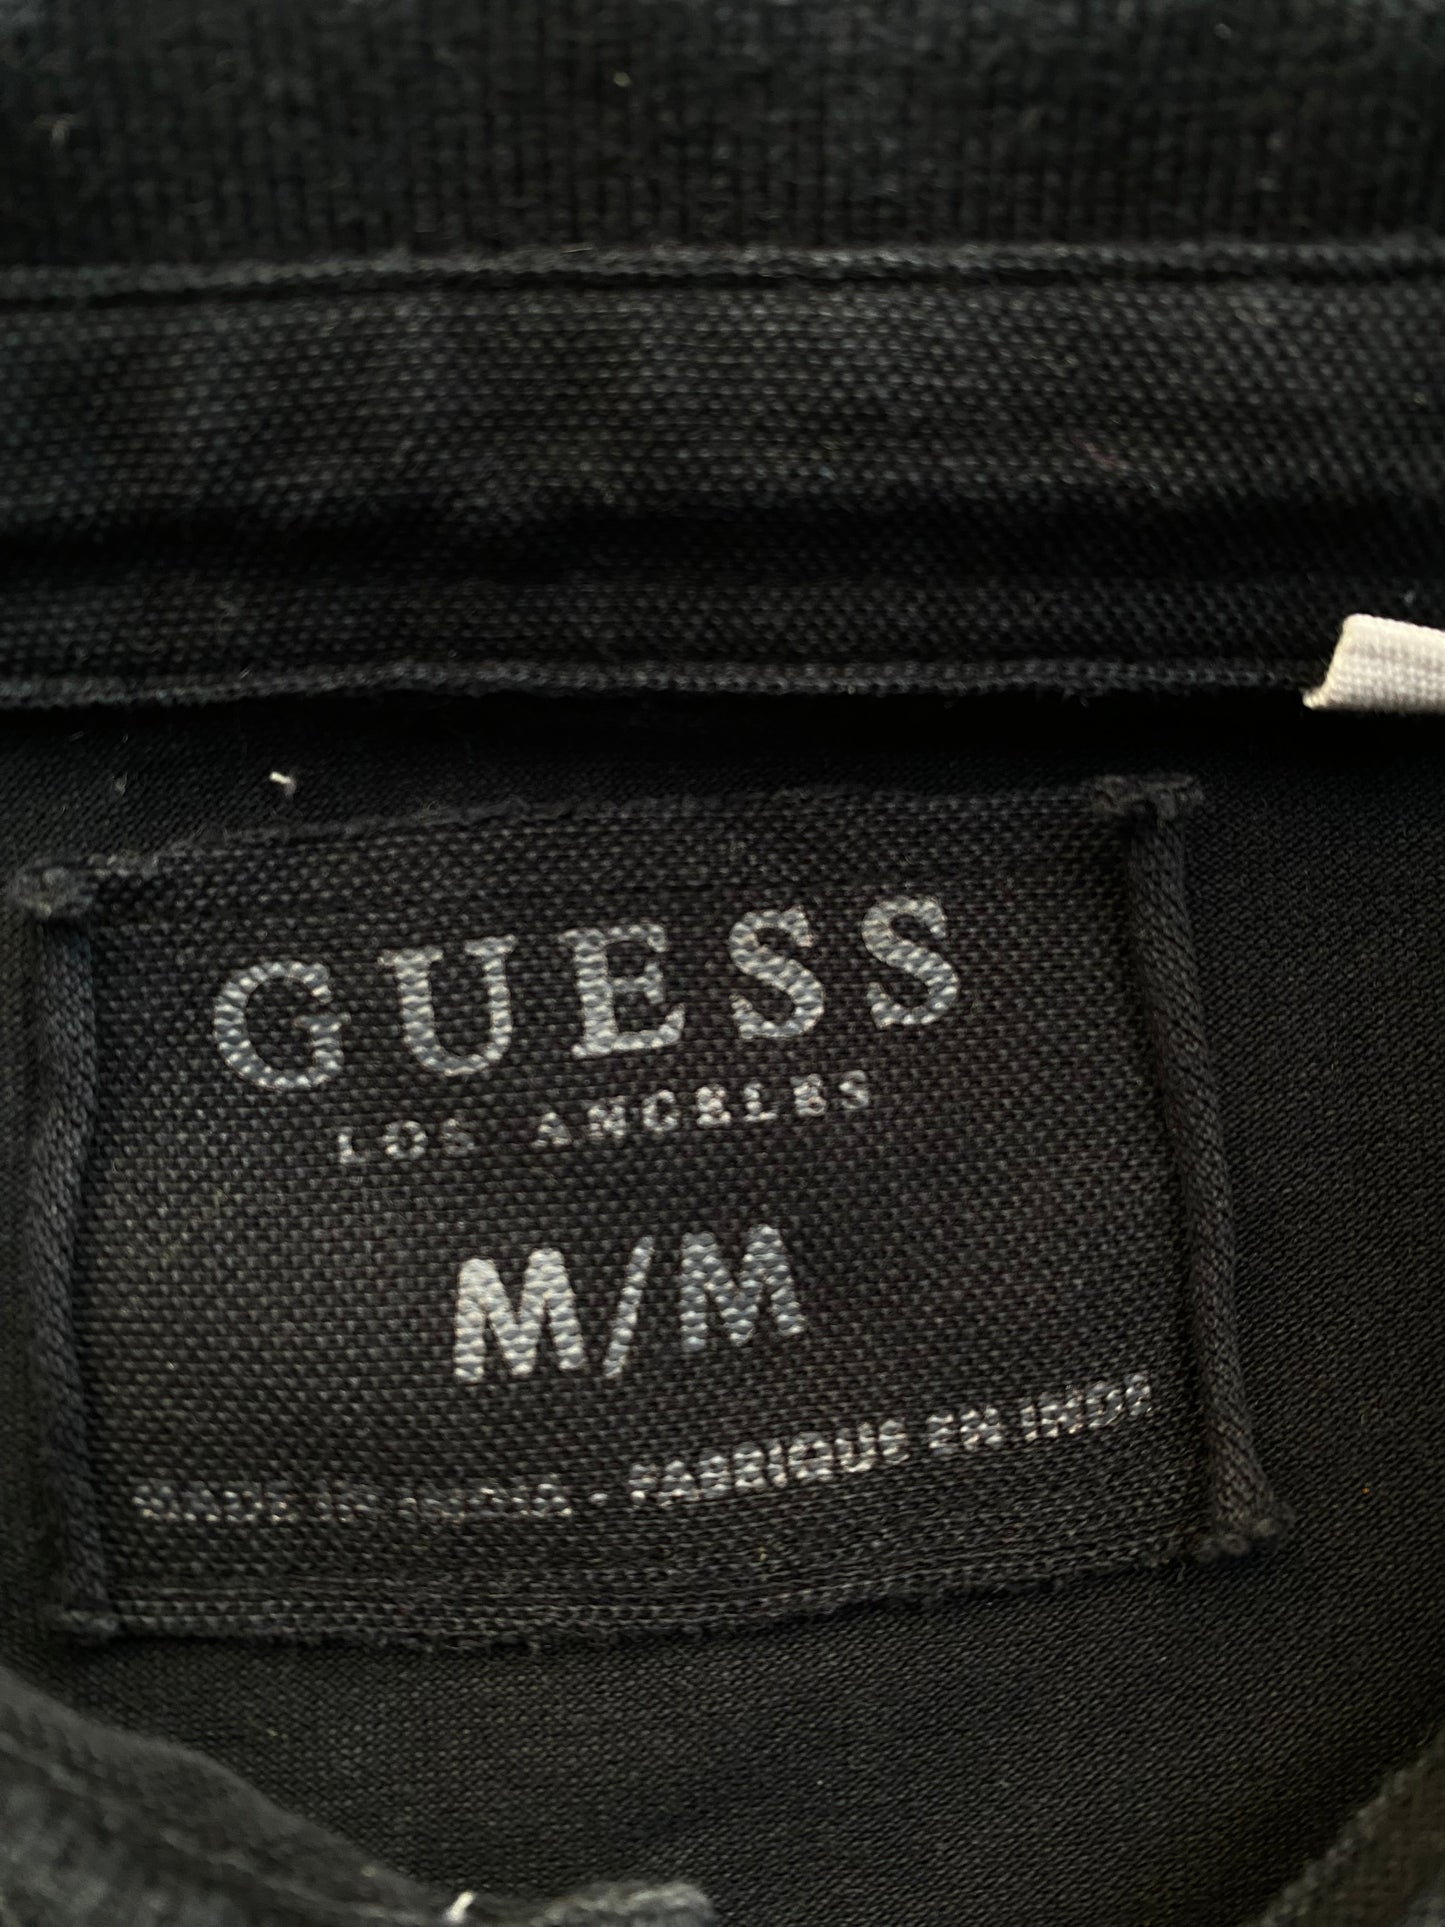 GUESS
LOS ANGELES
M/M
MADE IN INDIA - FABRIQUE EN INDE